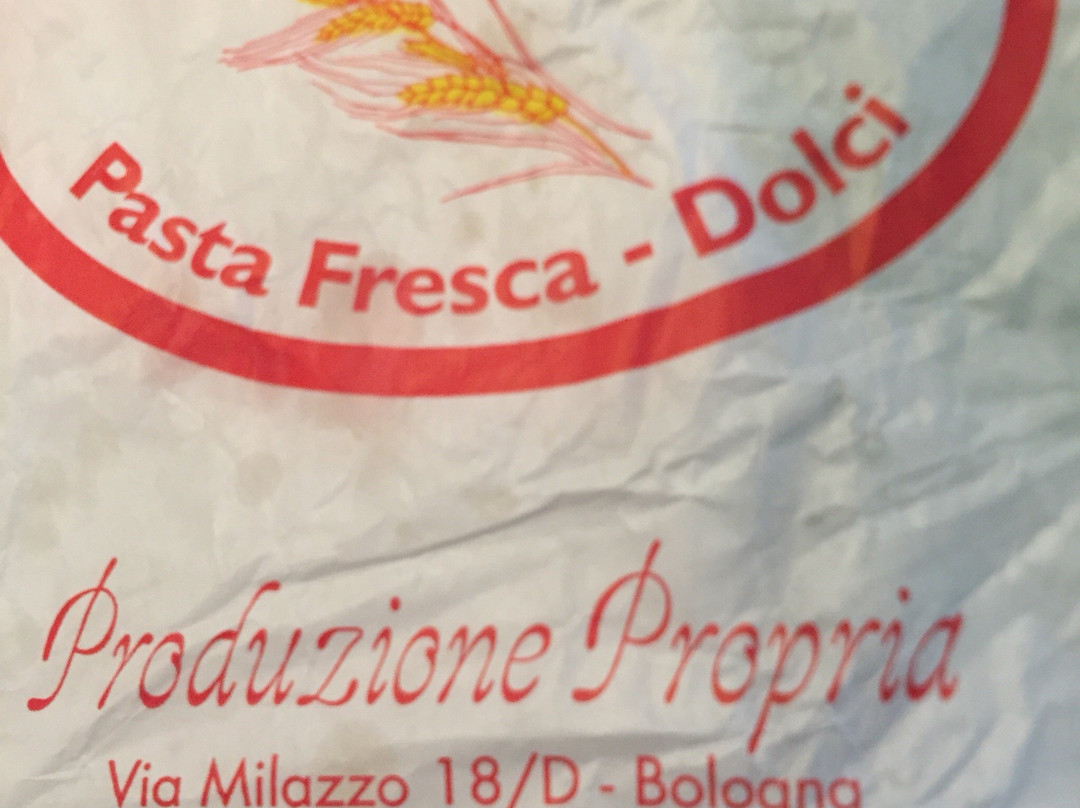 Pasta Fresca - Dolci
Produzione Propria
Via Milazzo 18/D - Bologna